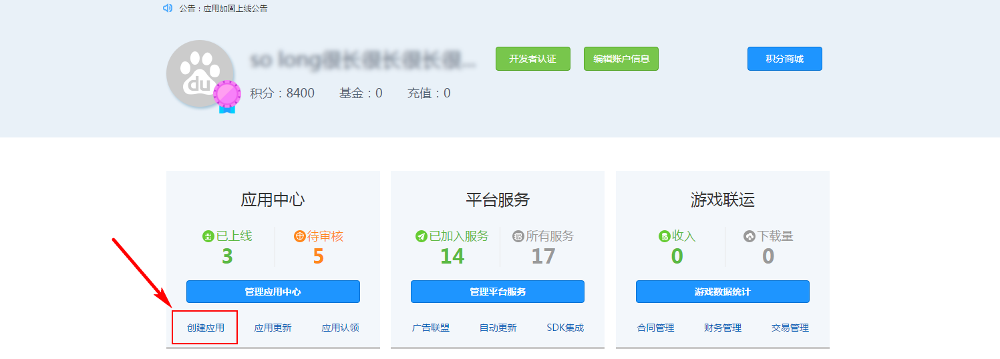 公告：应用加固上线公告
so long很长很长很长很...
开发者认证 编辑账户信息 积分商城
du
积分：8400 基金：0 充值：0
应用中心 平台服务 游戏联运
已上线 待审核 已加入服务 所有服务 收入 下载量
3 5 14 17 0 0
管理应用中心 管理平台服务 游戏数据统计
创建应用 应用更新 应用认领 广告联盟 自动更新 SDK集成 合同管理 财务管理 交易管理